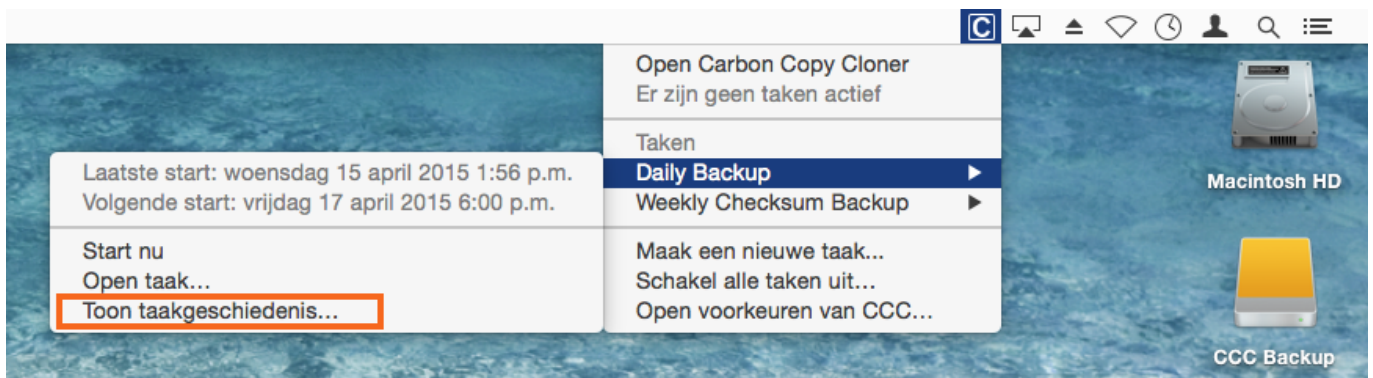 C
Open Carbon Copy Cloner
Er zijn geen taken actief
Taken
Daily Backup
Weekly Checksum Backup
Maak een nieuwe taak...
Schakel alle taken uit...
Open voorkeuren van CCC...
Laatste start: woensdag 15 april 2015 1:56 p.m.
Volgende start: vrijdag 17 april 2015 6:00 p.m.
Start nu
Open taak...
Toon taakgeschiedenis...
Macintosh HD
CCC Backup